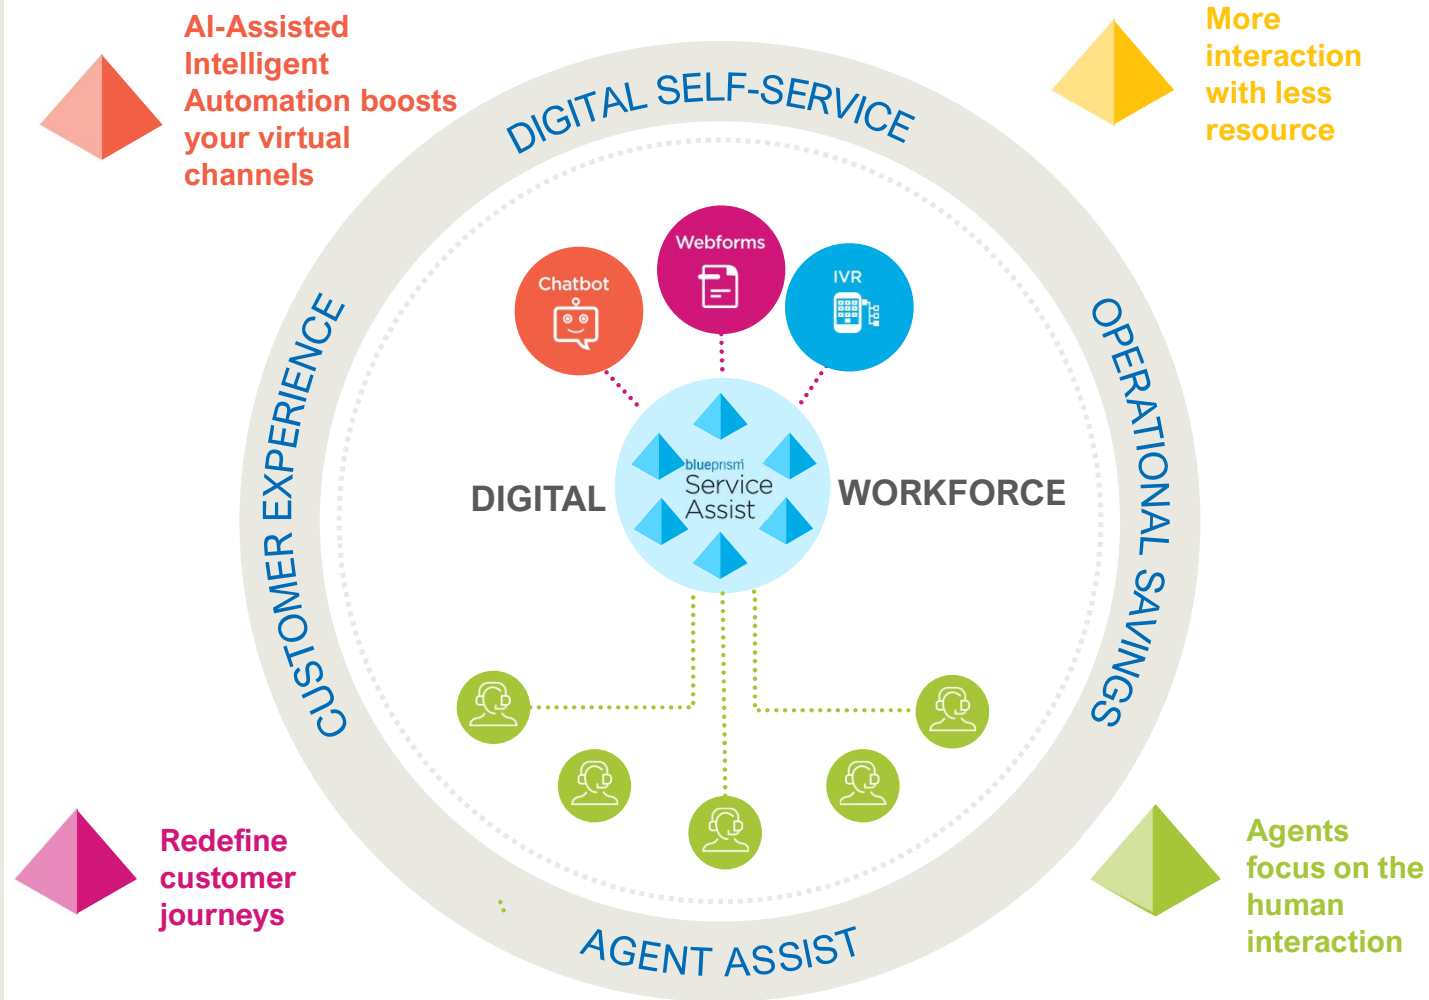 AI-Assisted
Intelligent
Automation boosts
your virtual
channels
More
interaction
with less
resource
DIGITAL SELF-SERVICE
CUSTOMER EXPERIENCE
OPERATIONAL SAVINGS
Webforms
Chatbot
IVR
DIGITAL
blueprism
Service
Assist
WORKFORCE
Redefine
customer
journeys
Agents
focus on the
human
interaction
AGENT ASSIST